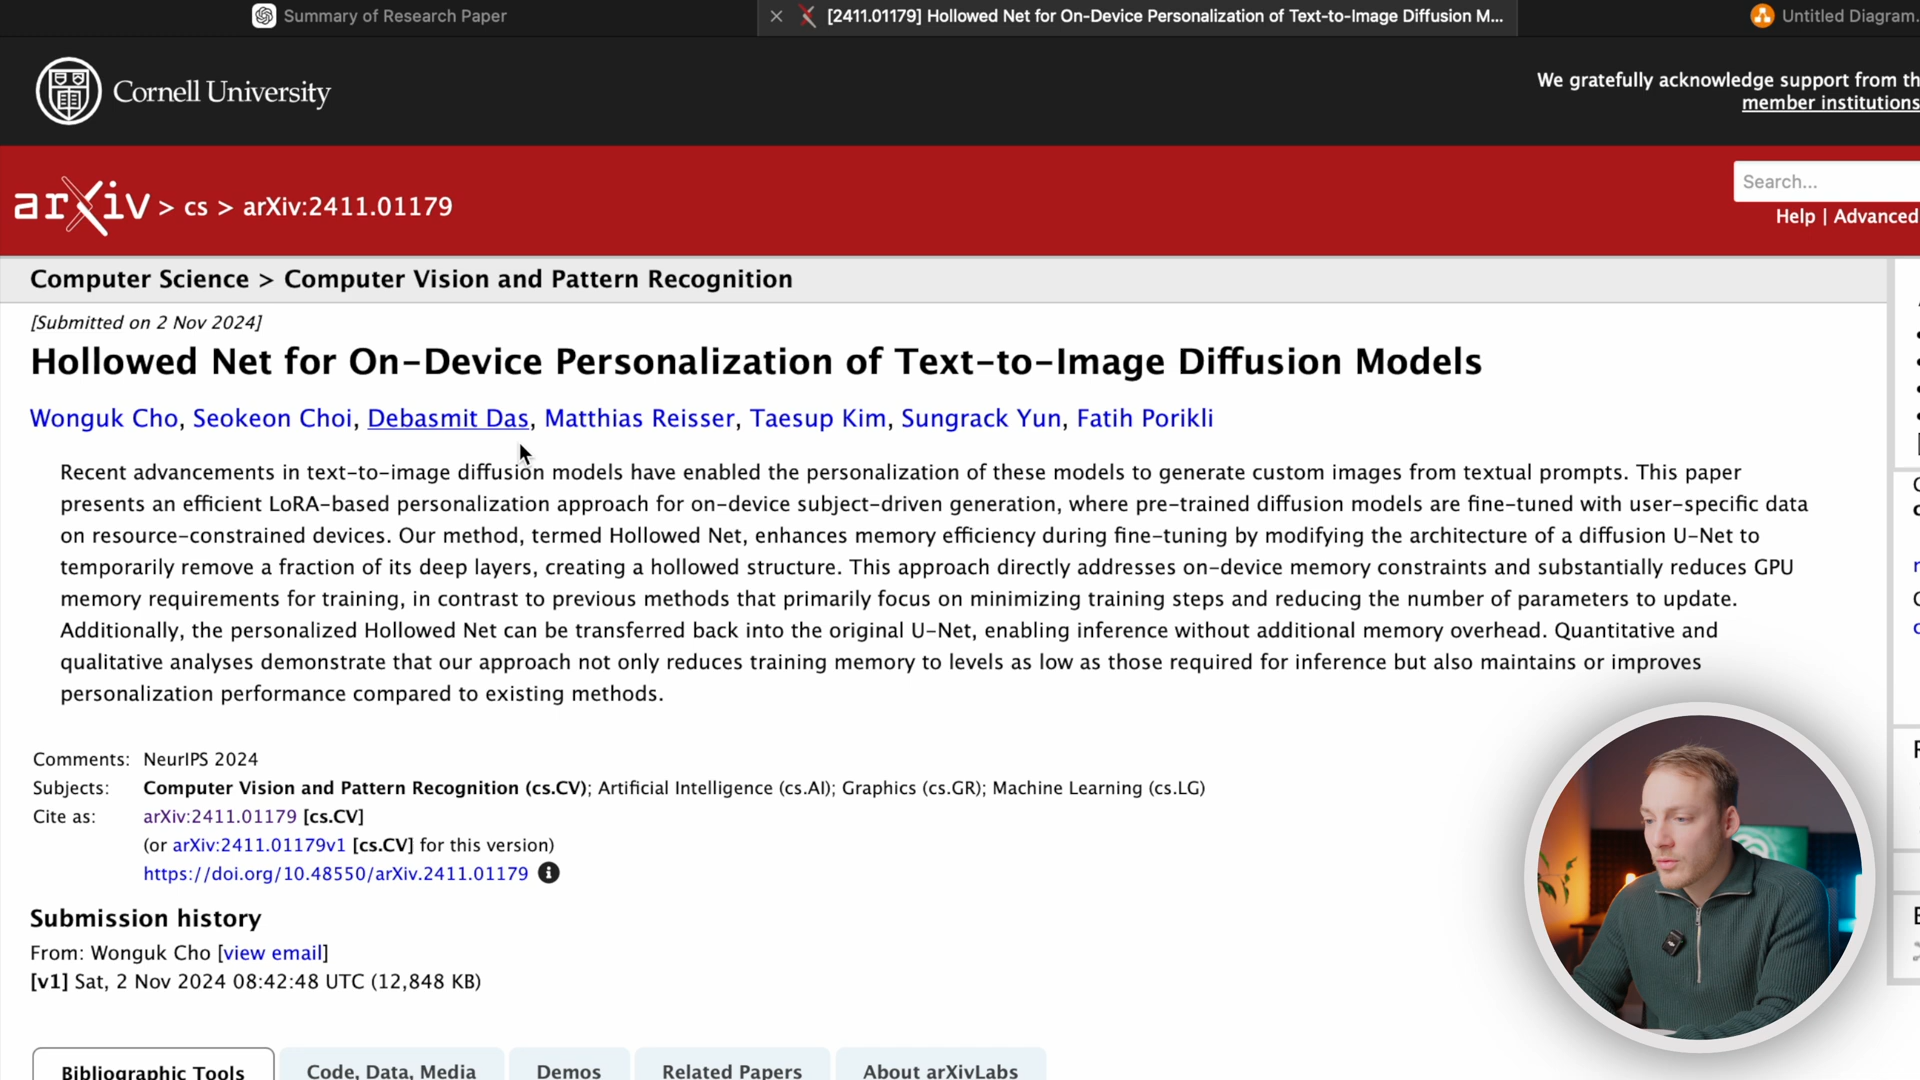 Summary of Research Paper
[2411.01179] Hollowed Net for On-Device Personalization of Text-to-Image Diffusion M...
Untitled Diagram.
Cornell University
We gratefully acknowledge support from th
member institutions
arXiv > cs > arXiv:2411.01179
Search...
Help | Advanced
Computer Science > Computer Vision and Pattern Recognition
[Submitted on 2 Nov 2024]
Hollowed Net for On-Device Personalization of Text-to-Image Diffusion Models
Wonguk Cho, Seokeon Choi, Debasmit Das, Matthias Reisser, Taesup Kim, Sungrack Yun, Fatih Porikli
Recent advancements in text-to-image diffusion models have enabled the personalization of these models to generate custom images from textual prompts. This paper
presents an efficient LoRA-based personalization approach for on-device subject-driven generation, where pre-trained diffusion models are fine-tuned with user-specific data
on resource-constrained devices. Our method, termed Hollowed Net, enhances memory efficiency during fine-tuning by modifying the architecture of a diffusion U-Net to
temporarily remove a fraction of its deep layers, creating a hollowed structure. This approach directly addresses on-device memory constraints and substantially reduces GPU
memory requirements for training, in contrast to previous methods that primarily focus on minimizing training steps and reducing the number of parameters to update.
Additionally, the personalized Hollowed Net can be transferred back into the original U-Net, enabling inference without additional memory overhead. Quantitative and
qualitative analyses demonstrate that our approach not only reduces training memory to levels as low as those required for inference but also maintains or improves
personalization performance compared to existing methods.
Comments: NeurIPS 2024
Subjects: Computer Vision and Pattern Recognition (cs.CV); Artificial Intelligence (cs.AI); Graphics (cs.GR); Machine Learning (cs.LG)
Cite as: arXiv:2411.01179 [cs.CV]
(or arXiv:2411.01179v1 [cs.CV] for this version)
https://doi.org/10.48550/arXiv.2411.01179
Submission history
From: Wonguk Cho [view email]
[v1] Sat, 2 Nov 2024 08:42:48 UTC (12,848 KB)
Bibliographic Tools
Code, Data, Media
Demos
Related Papers
About arXivLabs